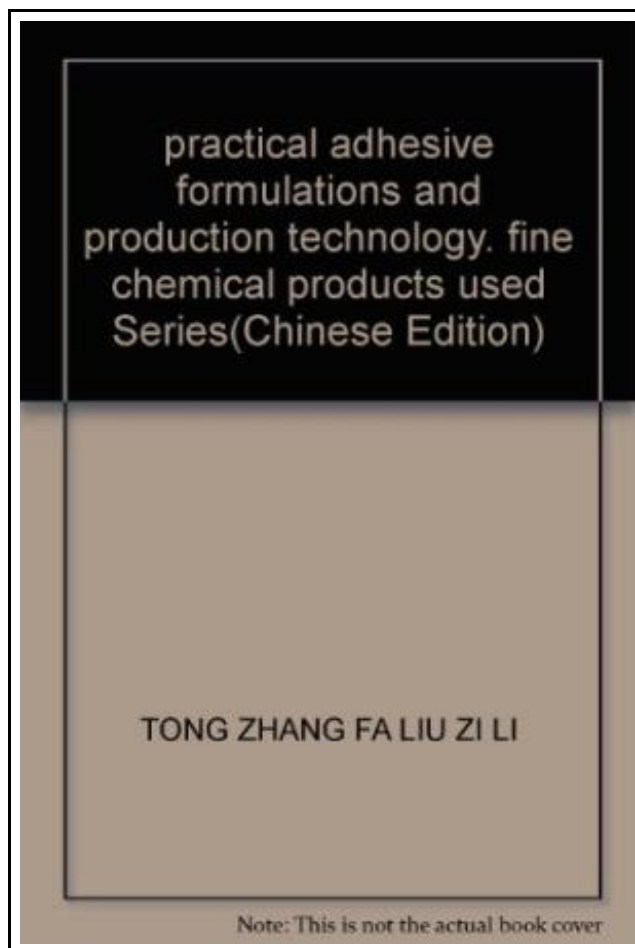 practical adhesive
formulations and
production technology. fine
chemical products used
Series(Chinese Edition)
TONG ZHANG FA LIU ZI LI
Note: This is not the actual book cover